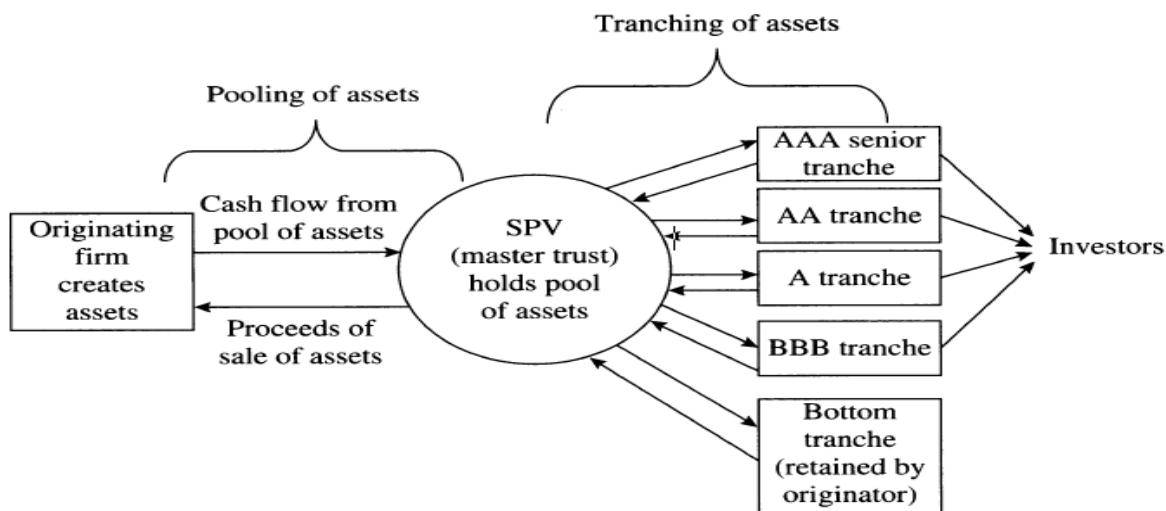 Tranching of assets
Pooling of assets
Cash flow from
pool of assets
Originating
firm
creates
assets
Proceeds of
sale of assets
SPV
(master trust)
holds pool
of assets
AAA senior
tranche
AA tranche
A tranche
BBB tranche
Bottom
tranche
(retained by
originator)
Investors